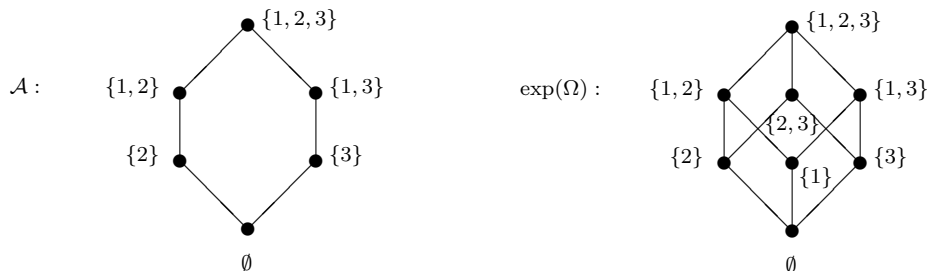 {1, 2, 3} {1, 2, 3}
𝒜 : {1, 2} {1, 3} exp(Ω) : {1, 2} {1, 3}
{2, 3}
{2} {3} {2} {3}
{1}
∅ ∅